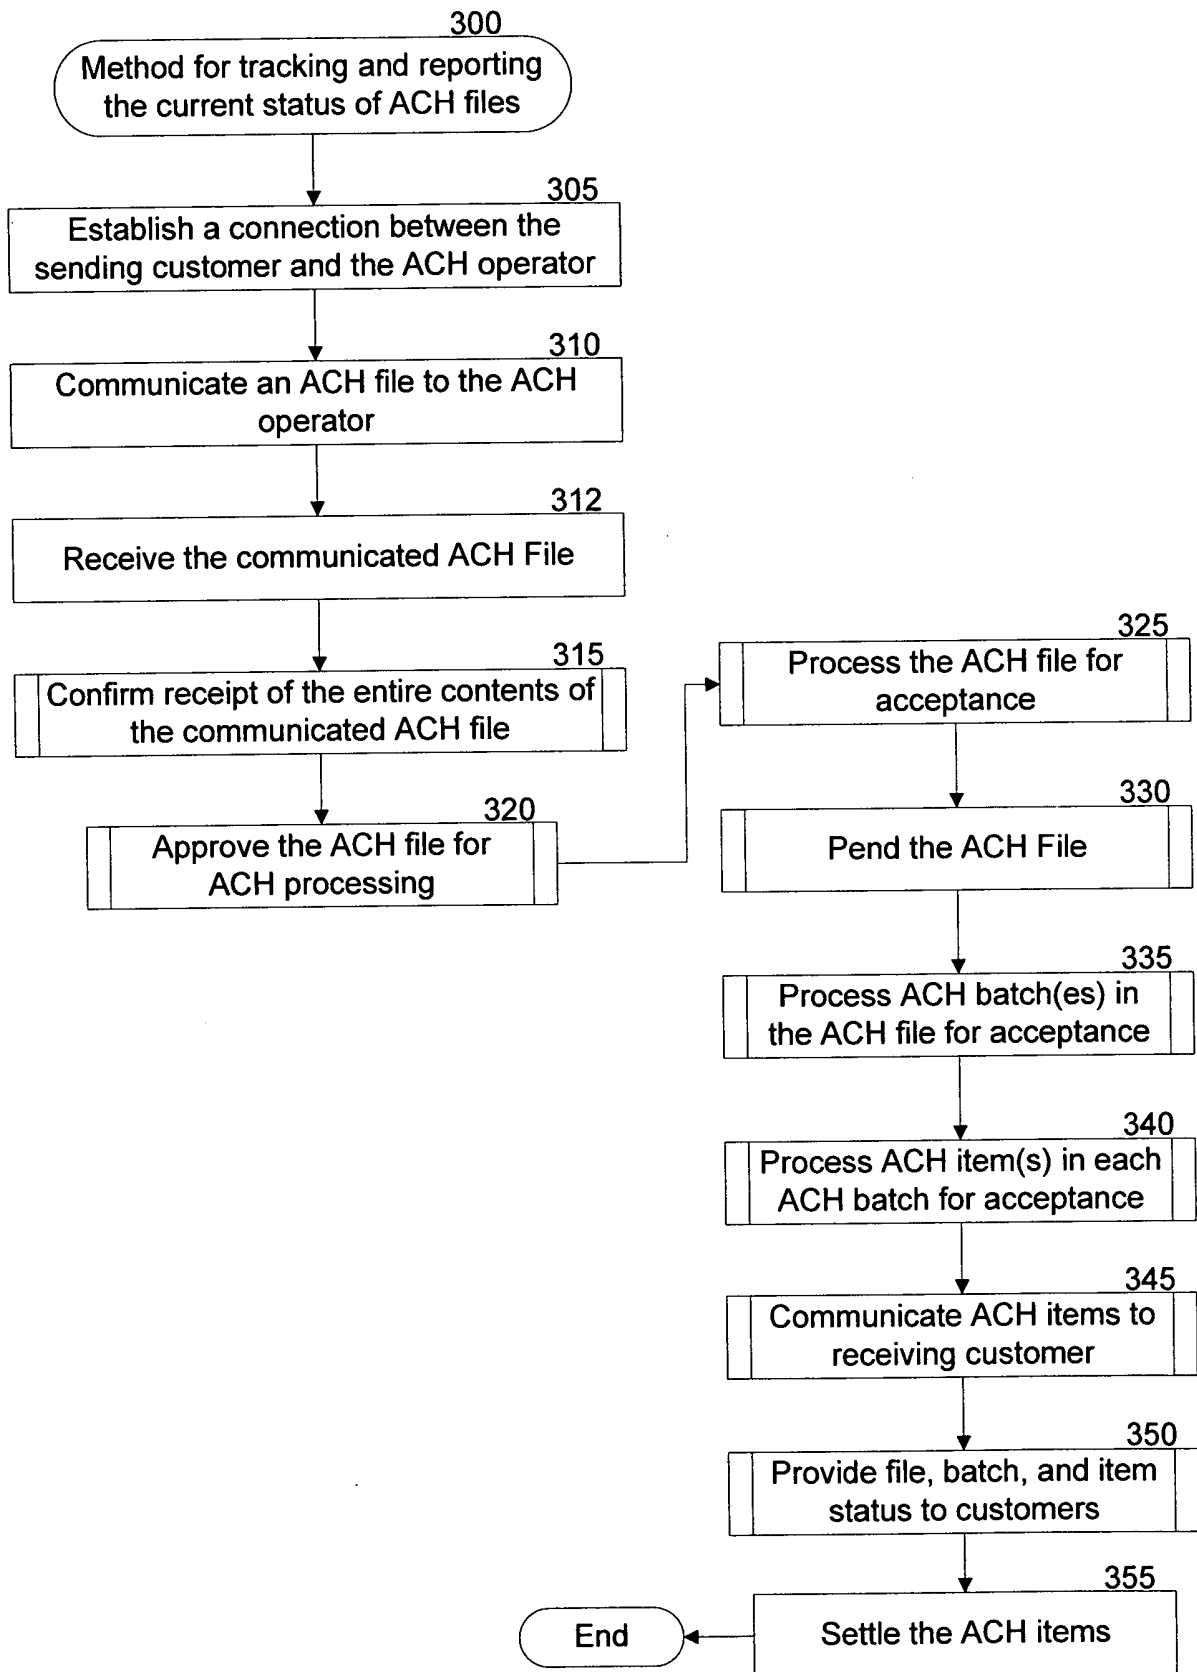 300
Method for tracking and reporting
the current status of ACH files
305
Establish a connection between the
sending customer and the ACH operator
310
Communicate an ACH file to the ACH
operator
312
Receive the communicated ACH File
315
Confirm receipt of the entire contents of
the communicated ACH file
320
Approve the ACH file for
ACH processing
325
Process the ACH file for
acceptance
330
Pend the ACH File
335
Process ACH batch(es) in
the ACH file for acceptance
340
Process ACH item(s) in each
ACH batch for acceptance
345
Communicate ACH items to
receiving customer
350
Provide file, batch, and item
status to customers
355
Settle the ACH items
End